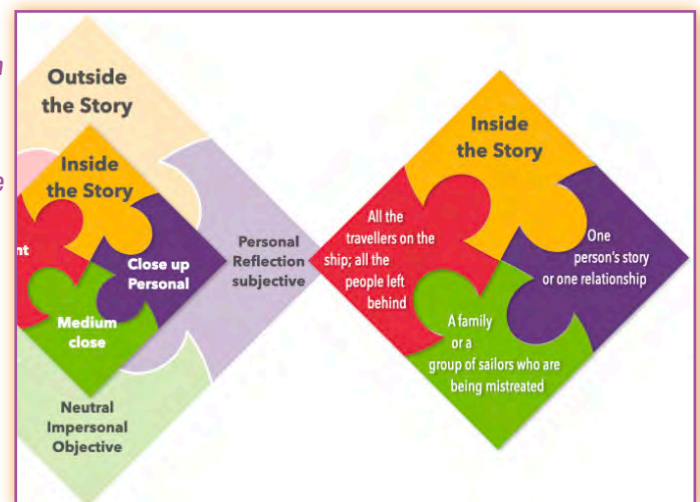 Outside
the Story
Inside
the Story
Close up
Personal
Medium
close
Personal
Reflection
subjective
Neutral
Impersonal
Objective
Inside
the Story
All the
travellers on the
ship; all the
people left
behind
One
person's story
or one relationship
A family
or a
group of sailors who are
being mistreated